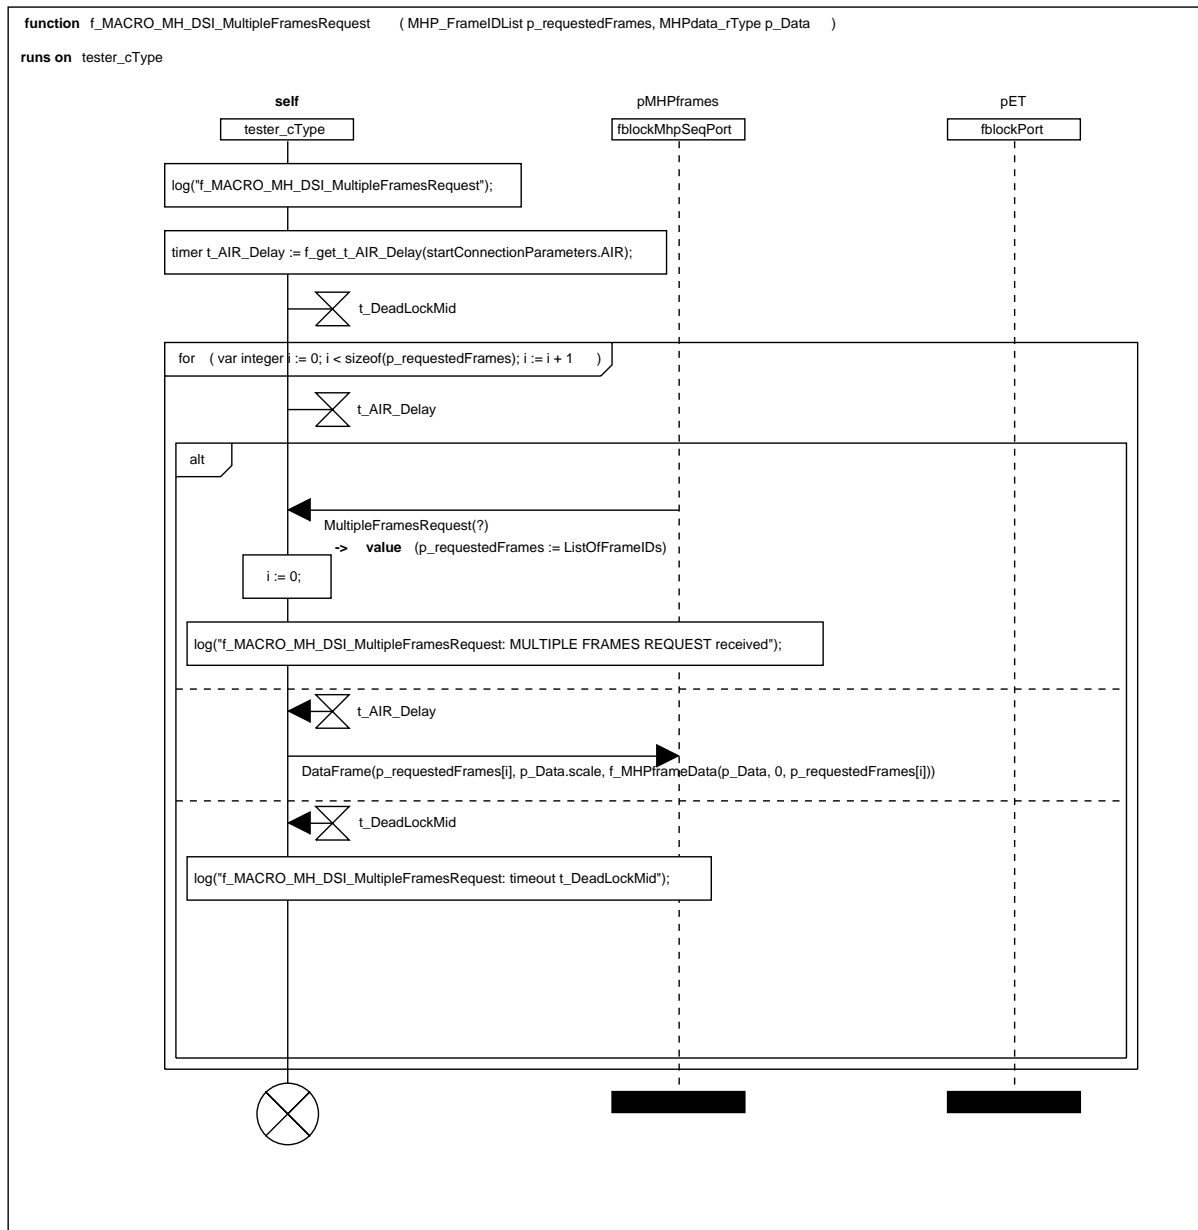 function f_MACRO_MH_DSI_MultipleFramesRequest ( MHP_FrameIDList p_requestedFrames, MHPdata_rType p_Data )
runs on tester_cType
self pMHPframes pET
tester_cType fblockMhpSeqPort fblockPort
log("f_MACRO_MH_DSI_MultipleFramesRequest");
timer t_AIR_Delay := f_get_t_AIR_Delay(startConnectionParameters.AIR);
t_DeadLockMid
for ( var integer i := 0; i < sizeof(p_requestedFrames); i := i + 1 )
t_AIR_Delay
alt
MultipleFramesRequest(?)
-> value (p_requestedFrames := ListOfFrameIDs)
i := 0;
log("f_MACRO_MH_DSI_MultipleFramesRequest: MULTIPLE FRAMES REQUEST received");
t_AIR_Delay
DataFrame(p_requestedFrames[i], p_Data.scale, f_MHPframeData(p_Data, 0, p_requestedFrames[i]))
t_DeadLockMid
log("f_MACRO_MH_DSI_MultipleFramesRequest: timeout t_DeadLockMid");